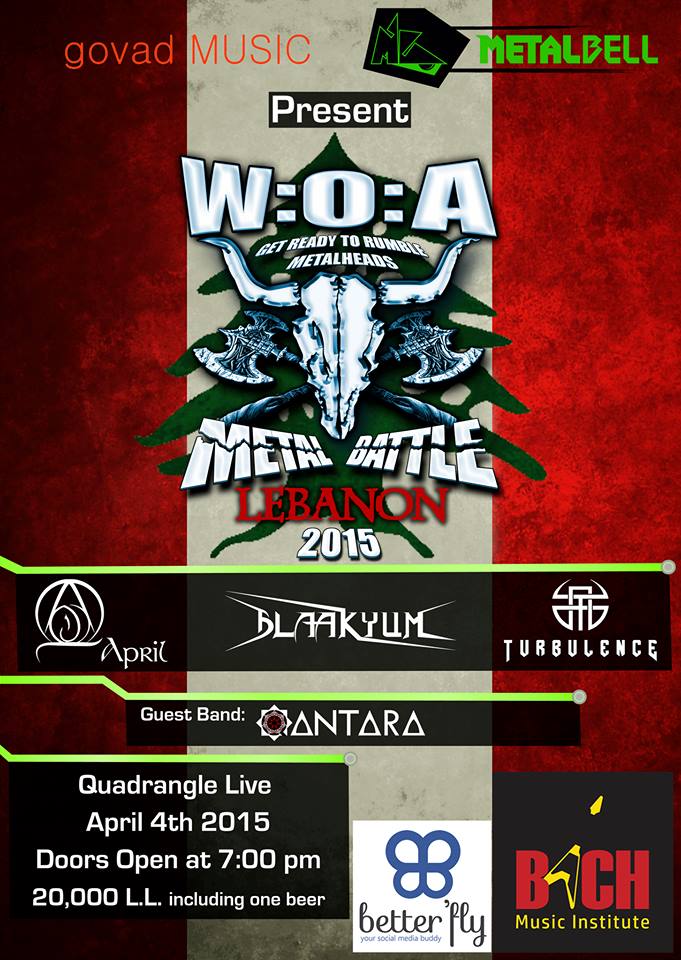 govad MUSIC
METALBELL
Present
W:O:A
GET READY TO RUMBLE
METALHEADS
METAL BATTLE
LEBANON
2015
April
BLAAKYUM
TURBULENCE
Guest Band: QANTARA
Quadrangle Live
April 4th 2015
Doors Open at 7:00 pm
20,000 L.L. including one beer
better'fly
your social media buddy
BACH
Music Institute